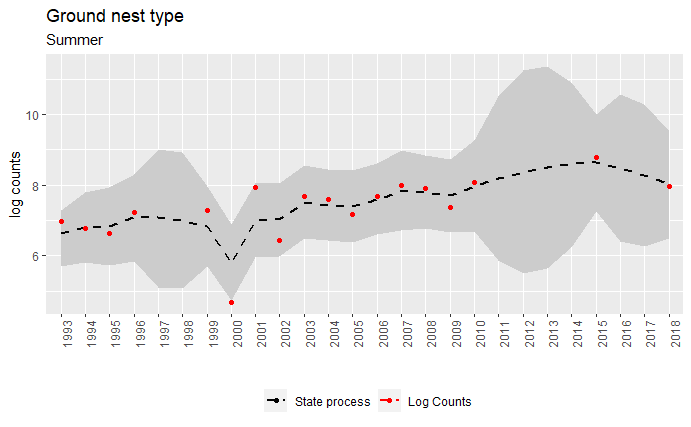 Ground nest type
Summer
log counts
10
8
6
1993 1994 1995 1996 1997 1998 1999 2000 2001 2002 2003 2004 2005 2006 2007 2008 2009 2010 2011 2012 2013 2014 2015 2016 2017 2018
State process Log Counts